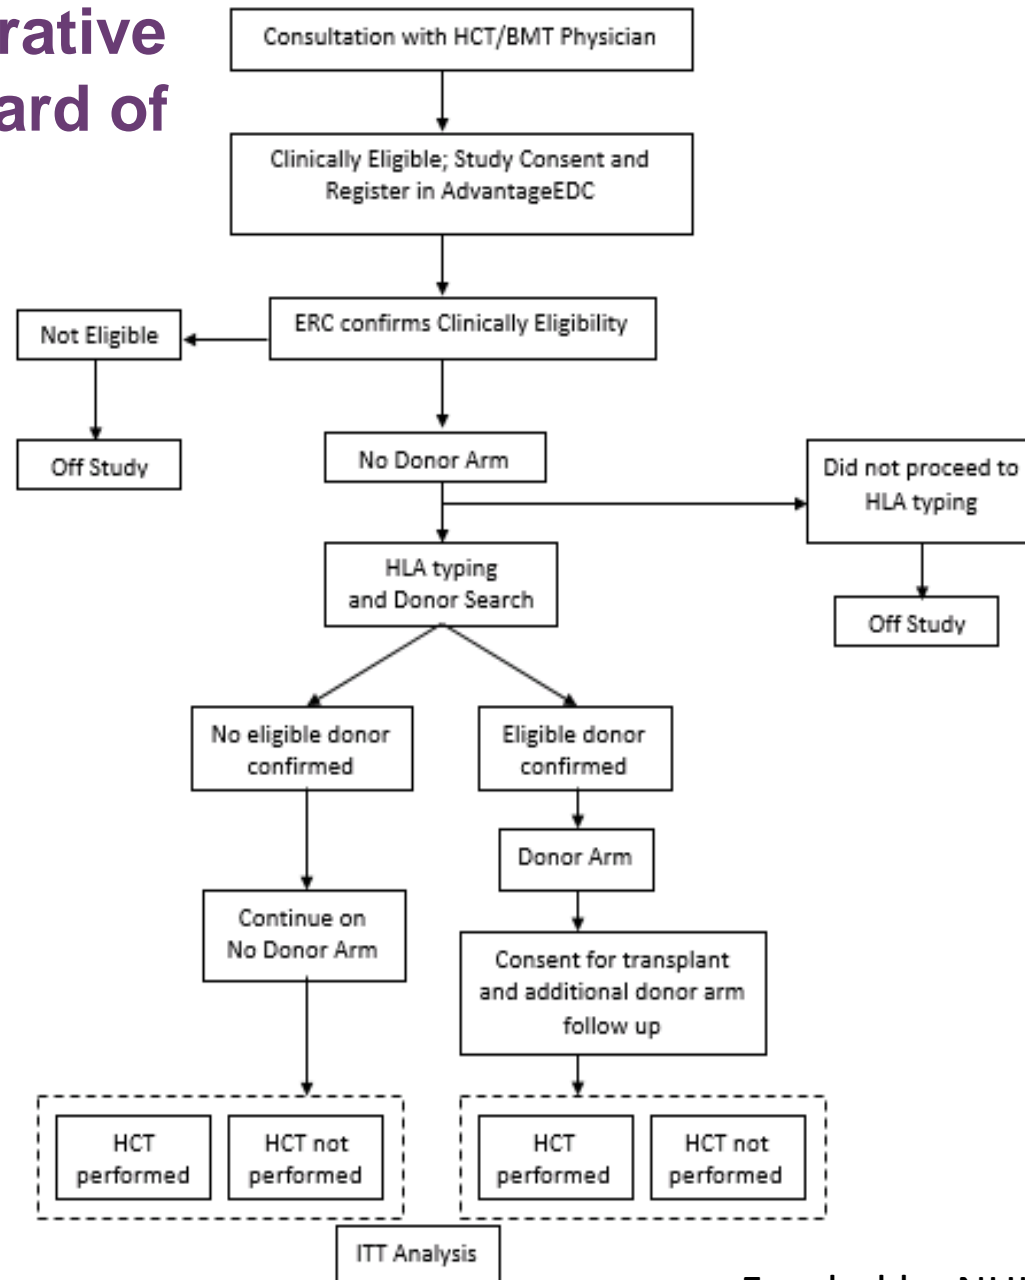 rative
ard of
Consultation with HCT/BMT Physician
Clinically Eligible; Study Consent and
Register in AdvantageEDC
ERC confirms Clinically Eligibility
Not Eligible
Off Study
No Donor Arm
Did not proceed to
HLA typing
Off Study
HLA typing
and Donor Search
No eligible donor
confirmed
Eligible donor
confirmed
Donor Arm
Continue on
No Donor Arm
Consent for transplant
and additional donor arm
follow up
HCT
performed
HCT not
performed
HCT
performed
HCT not
performed
ITT Analysis